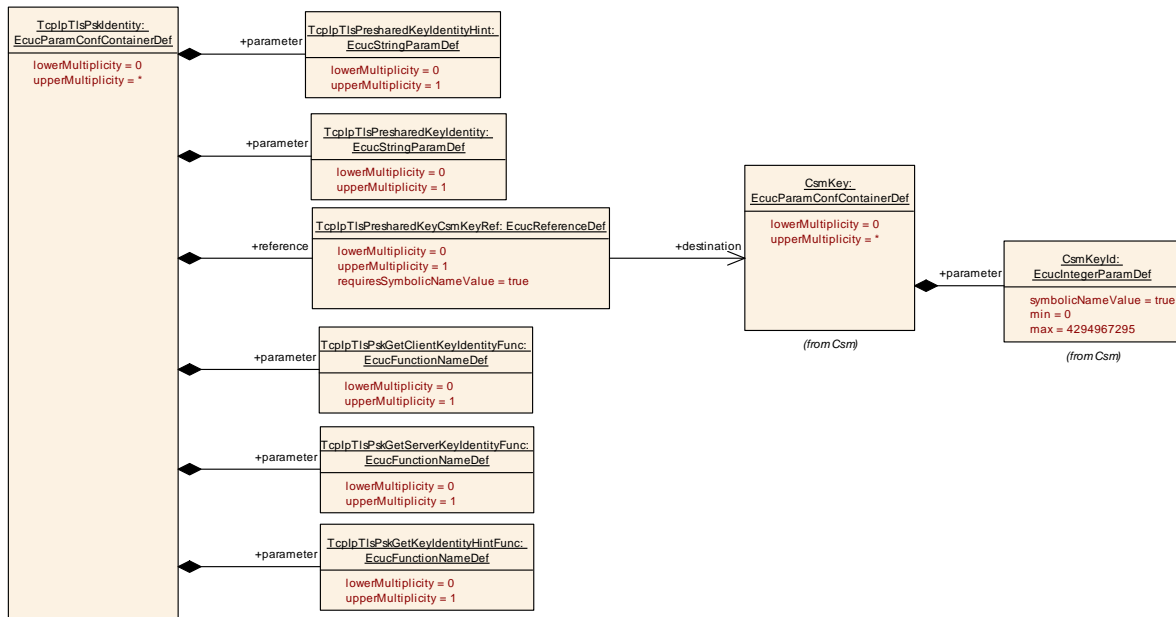 TcpIpTlsPskIdentity:
EcucParamConfContainerDef
lowerMultiplicity = 0
upperMultiplicity = *
+parameter
TcpIpTlsPresharedKeyIdentityHint:
EcucStringParamDef
lowerMultiplicity = 0
upperMultiplicity = 1
+parameter
TcpIpTlsPresharedKeyIdentity:
EcucStringParamDef
lowerMultiplicity = 0
upperMultiplicity = 1
+reference
TcpIpTlsPresharedKeyCsmKeyRef: EcucReferenceDef
lowerMultiplicity = 0
upperMultiplicity = 1
requiresSymbolicNameValue = true
+destination
CsmKey:
EcucParamConfContainerDef
lowerMultiplicity = 0
upperMultiplicity = *
(from Csm)
+parameter
CsmKeyId:
EcucIntegerParamDef
symbolicNameValue = true
min = 0
max = 4294967295
(from Csm)
+parameter
TcpIpTlsPskGetClientKeyIdentityFunc:
EcucFunctionNameDef
lowerMultiplicity = 0
upperMultiplicity = 1
+parameter
TcpIpTlsPskGetServerKeyIdentityFunc:
EcucFunctionNameDef
lowerMultiplicity = 0
upperMultiplicity = 1
+parameter
TcpIpTlsPskGetKeyIdentityHintFunc:
EcucFunctionNameDef
lowerMultiplicity = 0
upperMultiplicity = 1